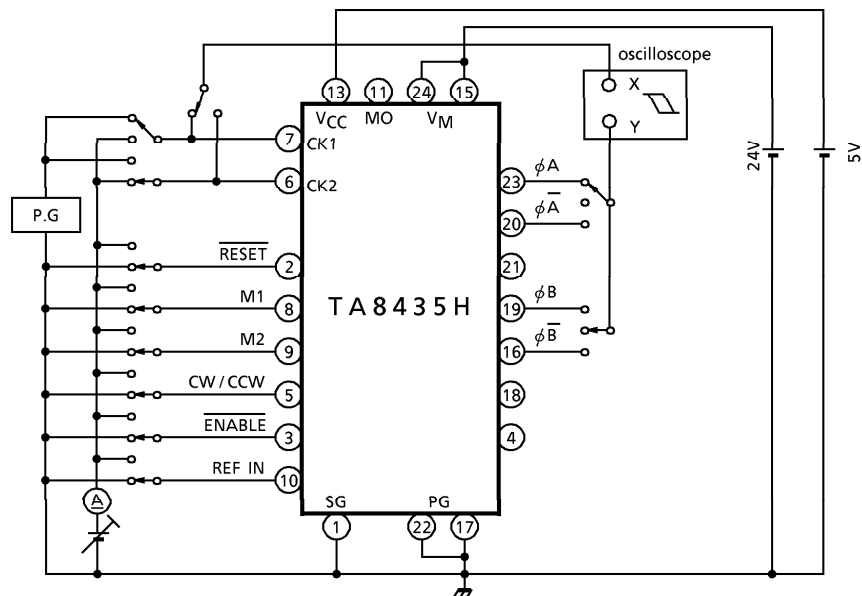 oscilloscope
X
Y
13
11
24
15
VCC
MO
VM
24V
5V
7
CK1
6
CK2
P.G
23
φA
20
φA̅
RESET̅
2
21
M1
8
TA8435H
19
φB
M2
9
16
φB̅
CW / CCW
5
18
ENABLE̅
3
4
REF IN
10
A
SG
PG
1
22
17